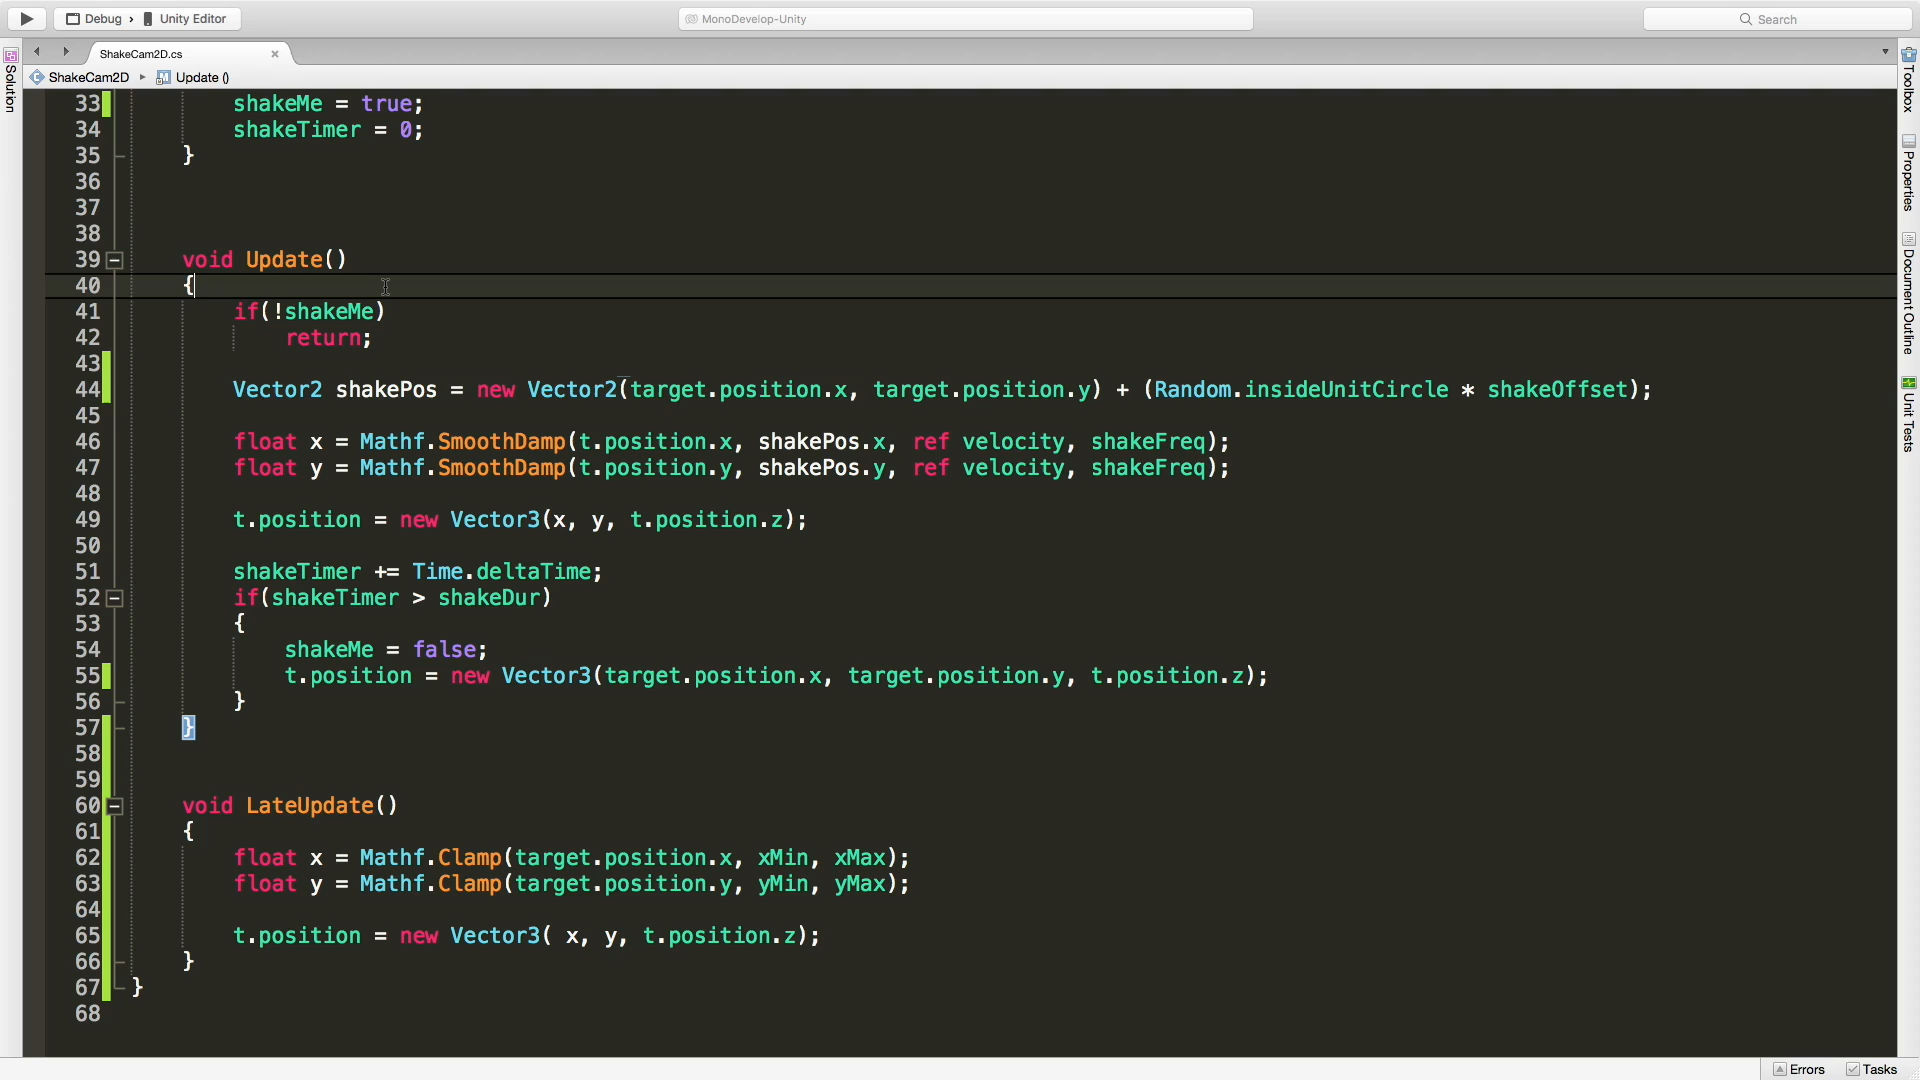 Debug › Unity Editor
MonoDevelop-Unity
Search
ShakeCam2D.cs
ShakeCam2D Update ()
Solution
Toolbox
Properties
Document Outline
Unit Tests
33 shakeMe = true;
34 shakeTimer = 0;
35 }
36
37
38
39 void Update()
40 {
41 if(!shakeMe)
42 return;
43
44 Vector2 shakePos = new Vector2(target.position.x, target.position.y) + (Random.insideUnitCircle * shakeOffset);
45
46 float x = Mathf.SmoothDamp(t.position.x, shakePos.x, ref velocity, shakeFreq);
47 float y = Mathf.SmoothDamp(t.position.y, shakePos.y, ref velocity, shakeFreq);
48
49 t.position = new Vector3(x, y, t.position.z);
50
51 shakeTimer += Time.deltaTime;
52 if(shakeTimer > shakeDur)
53 {
54 shakeMe = false;
55 t.position = new Vector3(target.position.x, target.position.y, t.position.z);
56 }
57 }
58
59
60 void LateUpdate()
61 {
62 float x = Mathf.Clamp(target.position.x, xMin, xMax);
63 float y = Mathf.Clamp(target.position.y, yMin, yMax);
64
65 t.position = new Vector3( x, y, t.position.z);
66 }
67 }
68
Errors Tasks